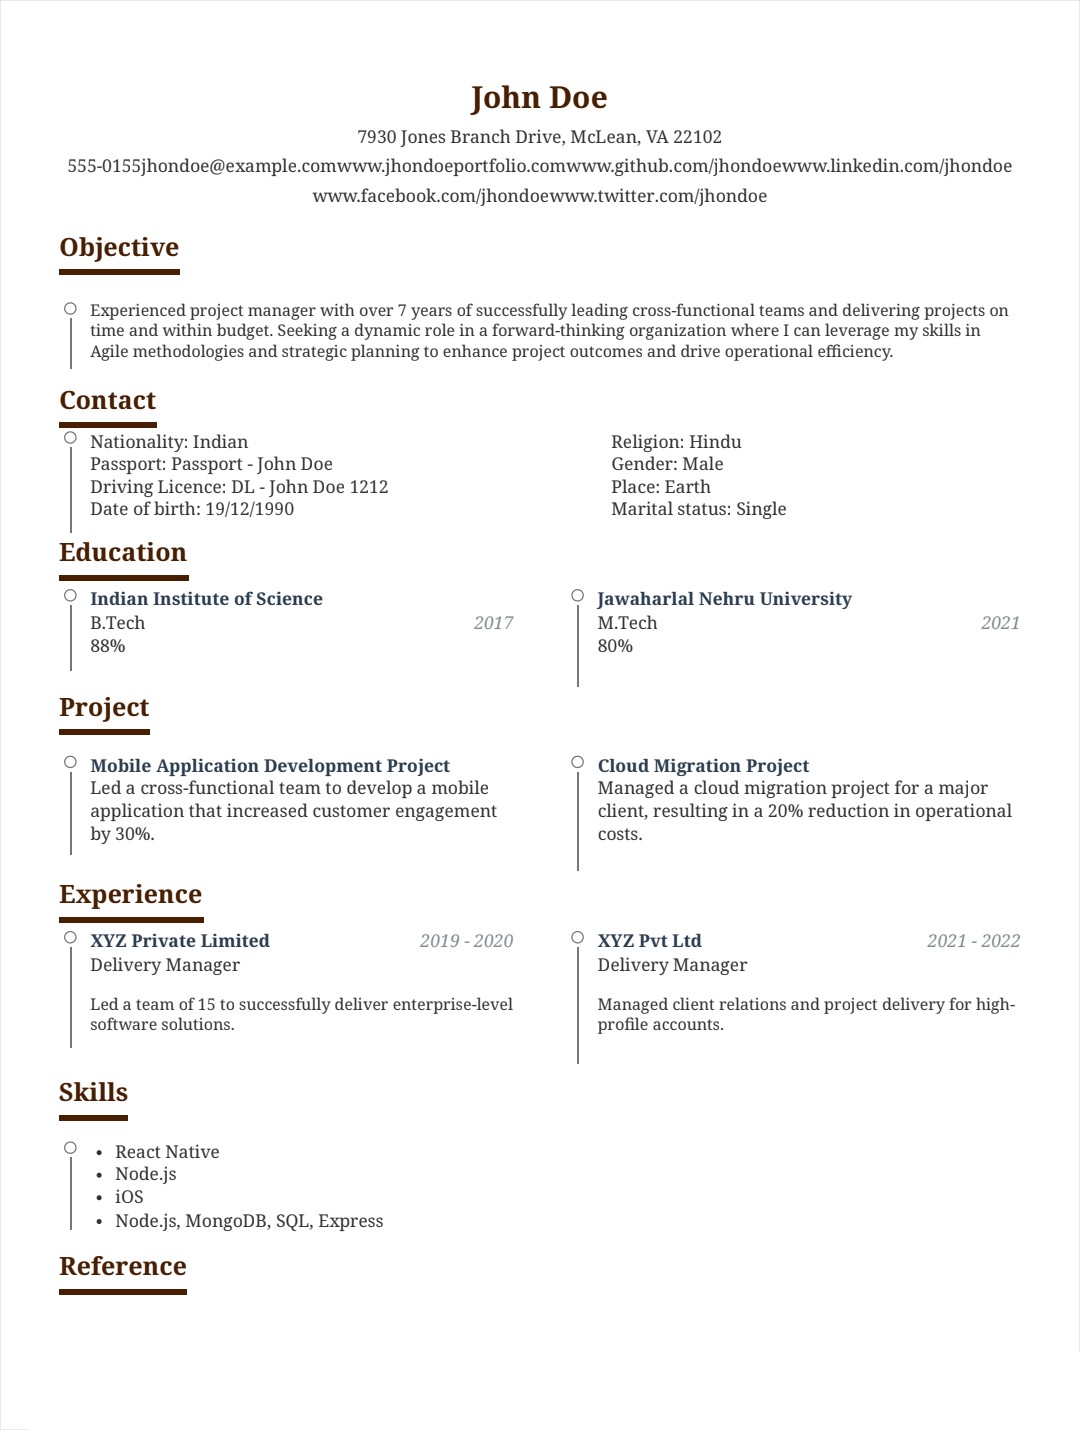 John Doe
7930 Jones Branch Drive, McLean, VA 22102
555-0155jhondoe@example.comwww.jhondoeportfolio.comwww.github.com/jhondoewww.linkedin.com/jhondoe
www.facebook.com/jhondoewww.twitter.com/jhondoe
Objective
Experienced project manager with over 7 years of successfully leading cross-functional teams and delivering projects on
time and within budget. Seeking a dynamic role in a forward-thinking organization where I can leverage my skills in
Agile methodologies and strategic planning to enhance project outcomes and drive operational efficiency.
Contact
Nationality: Indian
Passport: Passport - John Doe
Driving Licence: DL - John Doe 1212
Date of birth: 19/12/1990
Religion: Hindu
Gender: Male
Place: Earth
Marital status: Single
Education
Indian Institute of Science
B.Tech 2017
88%
Jawaharlal Nehru University
M.Tech 2021
80%
Project
Mobile Application Development Project
Led a cross-functional team to develop a mobile
application that increased customer engagement
by 30%.
Cloud Migration Project
Managed a cloud migration project for a major
client, resulting in a 20% reduction in operational
costs.
Experience
XYZ Private Limited 2019 - 2020
Delivery Manager
Led a team of 15 to successfully deliver enterprise-level
software solutions.
XYZ Pvt Ltd 2021 - 2022
Delivery Manager
Managed client relations and project delivery for high-
profile accounts.
Skills
• React Native
• Node.js
• iOS
• Node.js, MongoDB, SQL, Express
Reference